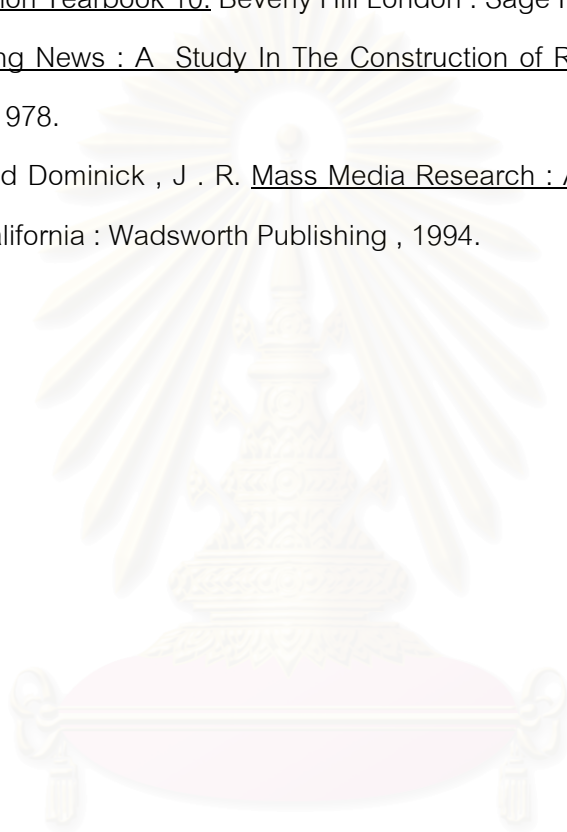 ion Yearbook 10. Beverly Hill London : Sage
ng News : A Study In The Construction of R
978.
d Dominick , J . R. Mass Media Research : A
alifornia : Wadsworth Publishing , 1994.